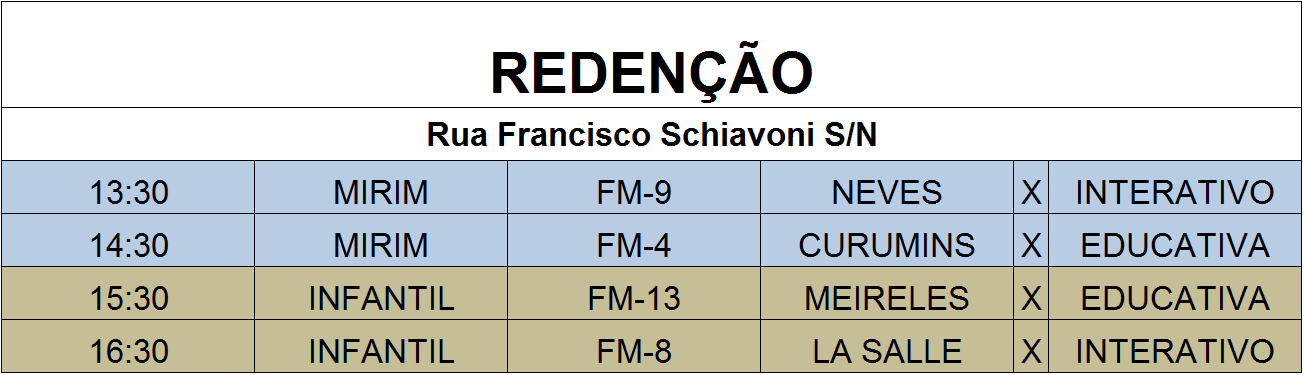 REDENÇÃO
Rua Francisco Schiavoni S/N
13:30 MIRIM FM-9 NEVES X INTERATIVO
14:30 MIRIM FM-4 CURUMINS X EDUCATIVA
15:30 INFANTIL FM-13 MEIRELES X EDUCATIVA
16:30 INFANTIL FM-8 LA SALLE X INTERATIVO